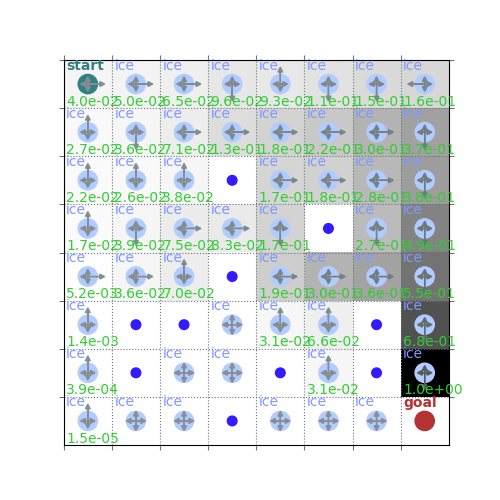 start ice ice ice ice ice ice ice
4.0e-02 5.0e-02 6.5e-02 9.6e-02 9.3e-02 1.1e-01 1.5e-01 1.6e-01
ice ice ice ice ice ice ice ice
2.7e-02 3.6e-02 7.1e-02 1.3e-01 1.8e-01 2.2e-01 3.0e-01 3.7e-01
ice ice ice ice ice ice ice
2.2e-02 2.6e-02 3.8e-02 1.7e-01 1.8e-01 2.8e-01 3.8e-01
ice ice ice ice ice ice ice
1.7e-02 3.9e-02 7.5e-02 8.3e-02 1.7e-01 2.7e-01
ice ice ice ice ice ice ice
5.2e-03 3.6e-02 7.0e-02 1.9e-01 3.0e-01 3.6e-01 5.5e-01
ice ice ice ice ice
1.4e-03 3.1e-02 6.6e-02 6.8e-01
ice ice ice ice ice
3.9e-04 3.1e-02 1.0e+00
ice ice ice ice ice ice goal
1.5e-05